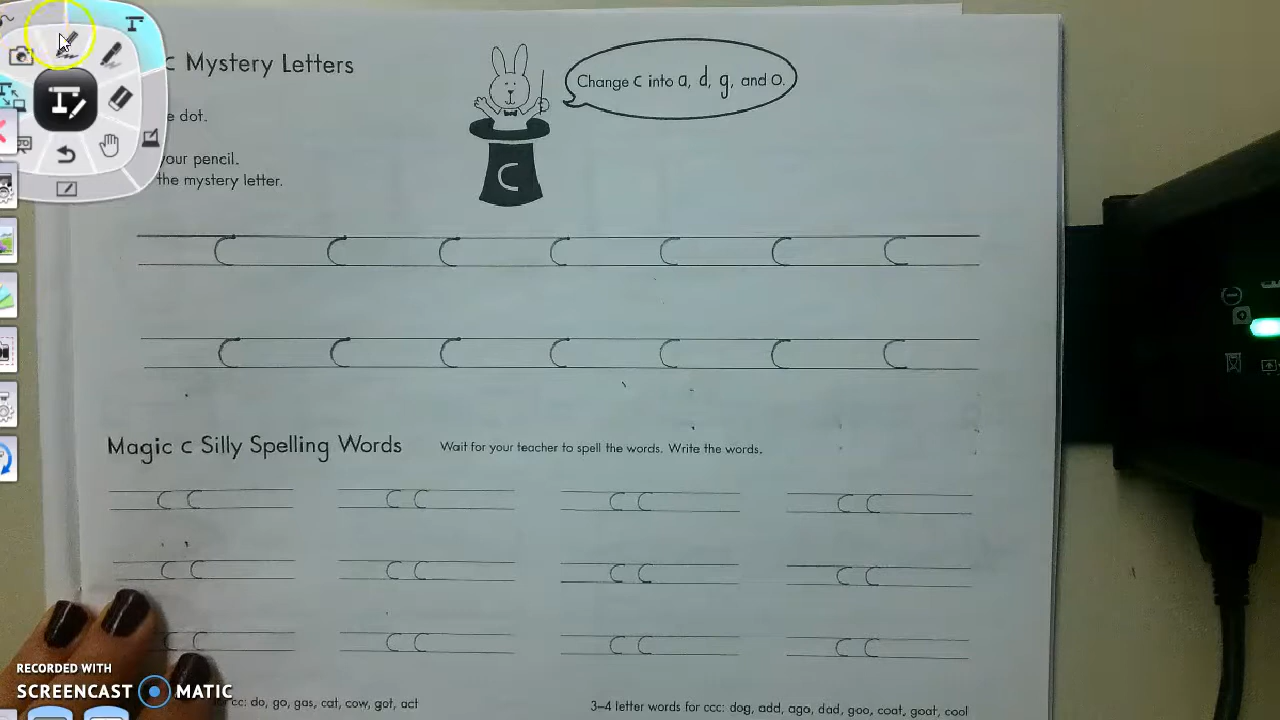 c Mystery Letters
Change c into a, d, g, and o.
e dot.
your pencil.
the mystery letter.
C
c c c c c c c
c c c c c c c
Magic c Silly Spelling Words Wait for your teacher to spell the words. Write the words.
c c c c c c c c
c c c c c c c c
c c c c c c c c
cc: do, go, gas, cat, cow, got, act
3–4 letter words for ccc: dog, add, ago, dad, goo, coat, goat, cool
RECORDED WITH
SCREENCAST MATIC